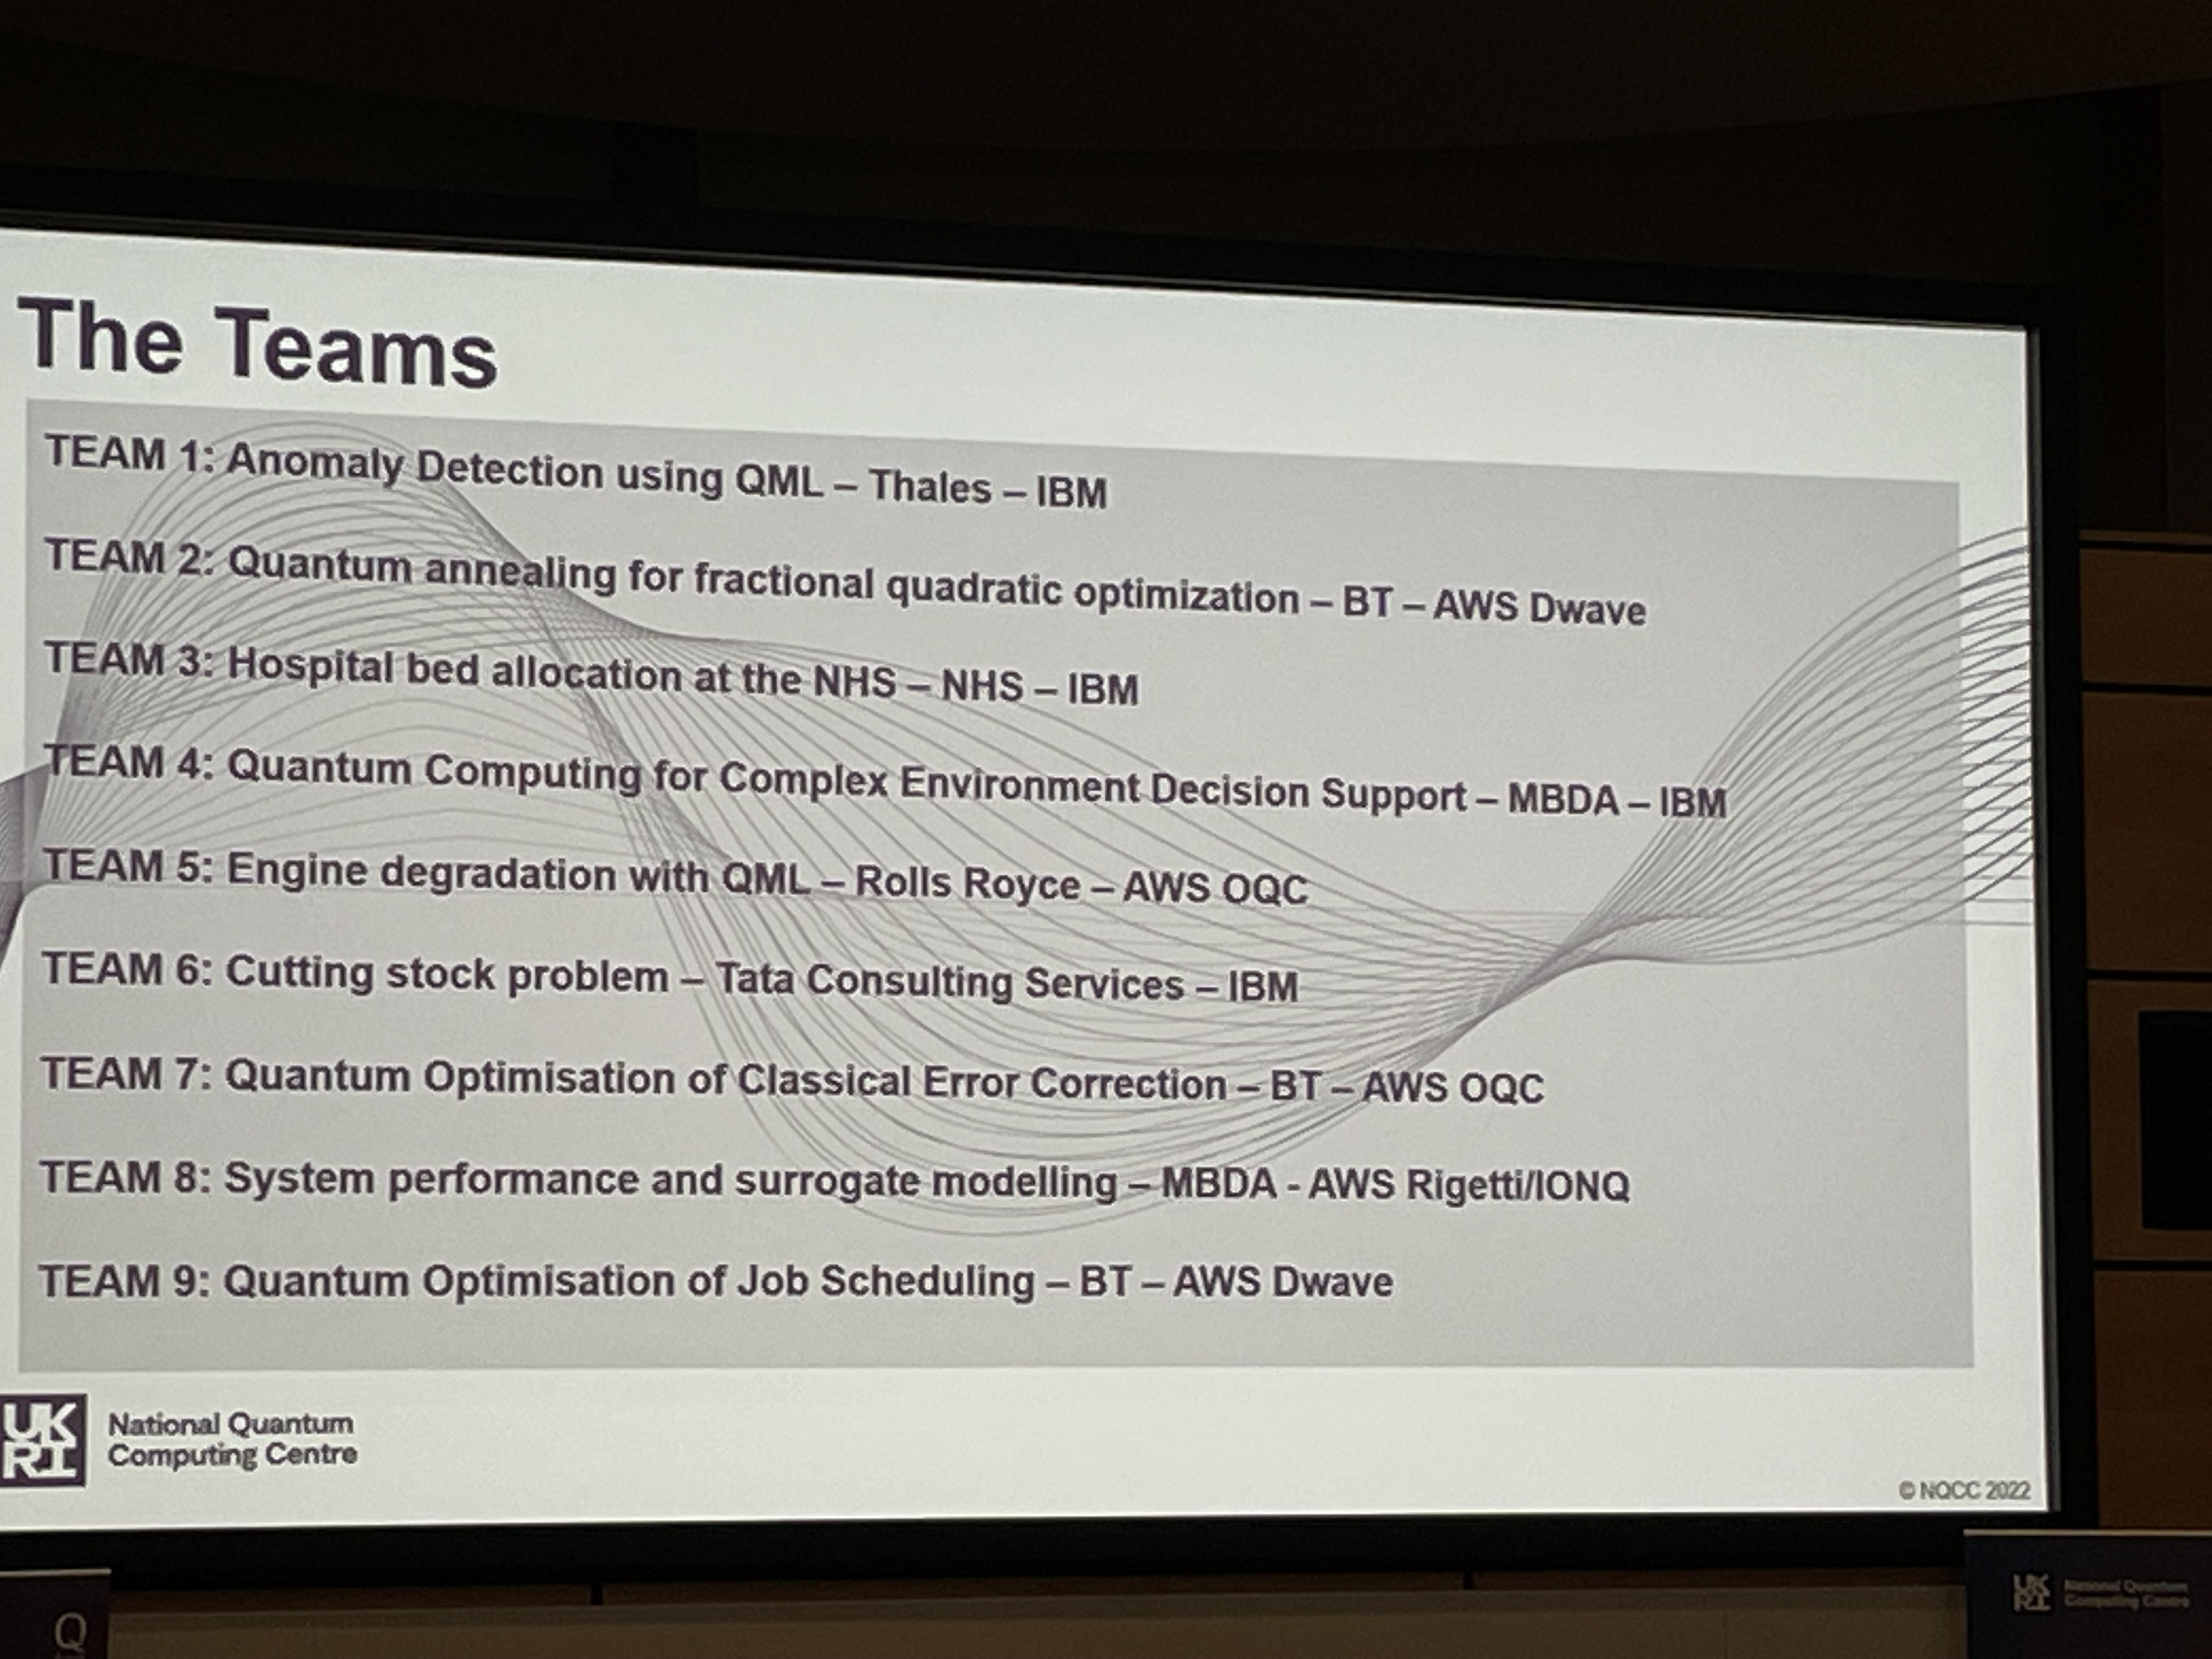 The Teams
TEAM 1: Anomaly Detection using QML – Thales – IBM
TEAM 2: Quantum annealing for fractional quadratic optimization – BT – AWS Dwave
TEAM 3: Hospital bed allocation at the NHS – NHS – IBM
TEAM 4: Quantum Computing for Complex Environment Decision Support – MBDA – IBM
TEAM 5: Engine degradation with QML – Rolls Royce – AWS OQC
TEAM 6: Cutting stock problem – Tata Consulting Services – IBM
TEAM 7: Quantum Optimisation of Classical Error Correction – BT – AWS OQC
TEAM 8: System performance and surrogate modelling – MBDA - AWS Rigetti/IONQ
TEAM 9: Quantum Optimisation of Job Scheduling – BT – AWS Dwave
UK
RI
National Quantum
Computing Centre
© NQCC 2022
Q
UK
RI
National Quantum
Computing Centre